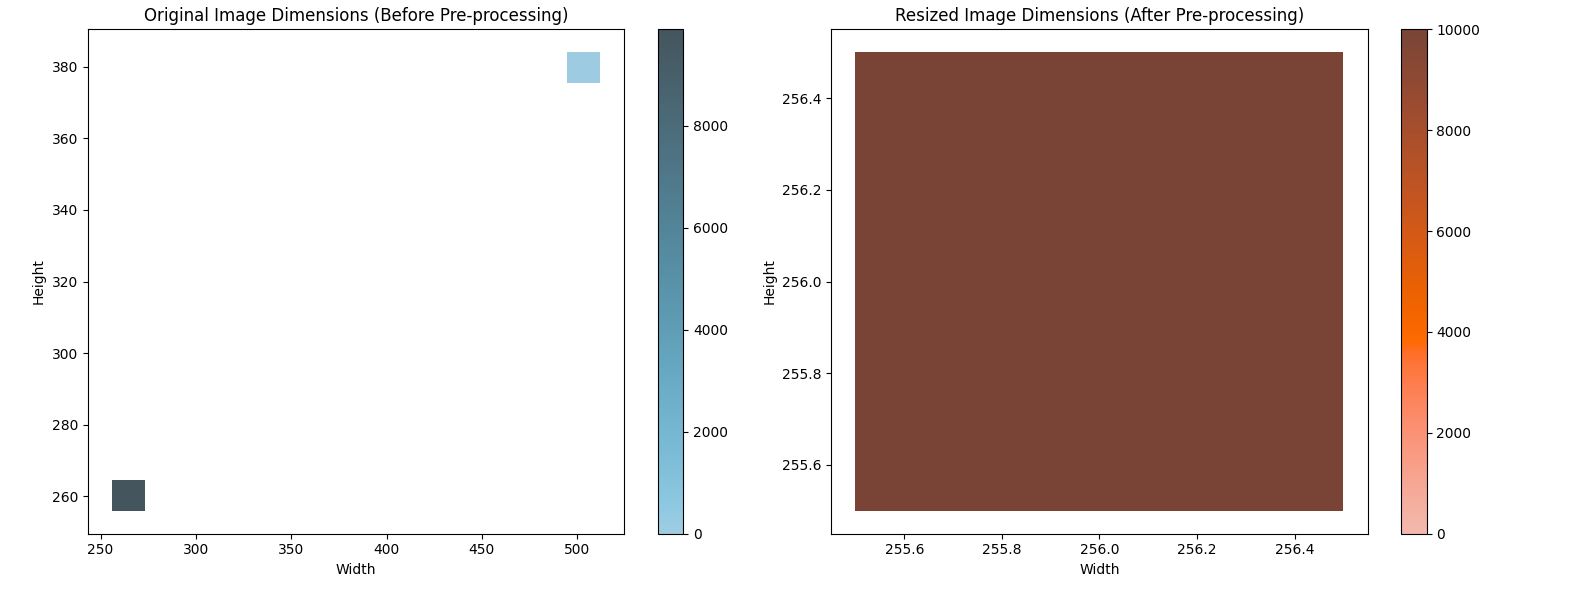 Original Image Dimensions (Before Pre-processing)
Height
380
360
340
320
300
280
260
250 300 350 400 450 500
Width
8000
6000
4000
2000
0
Resized Image Dimensions (After Pre-processing)
Height
256.4
256.2
256.0
255.8
255.6
255.6 255.8 256.0 256.2 256.4
Width
10000
8000
6000
4000
2000
0